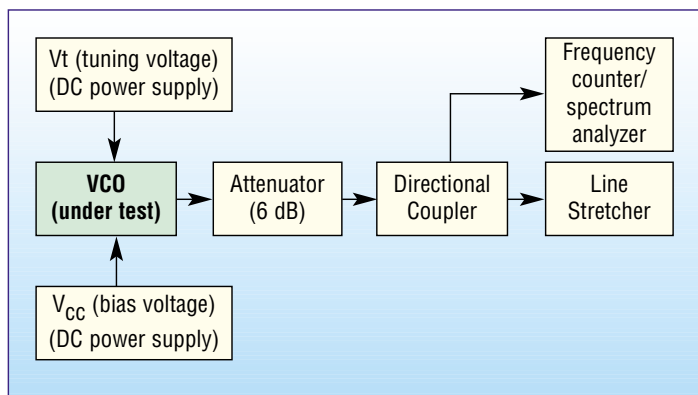 Vt (tuning voltage)
(DC power supply)
Frequency
counter/
spectrum
analyzer
VCO
(under test)
Attenuator
(6 dB)
Directional
Coupler
Line
Stretcher
VCC (bias voltage)
(DC power supply)